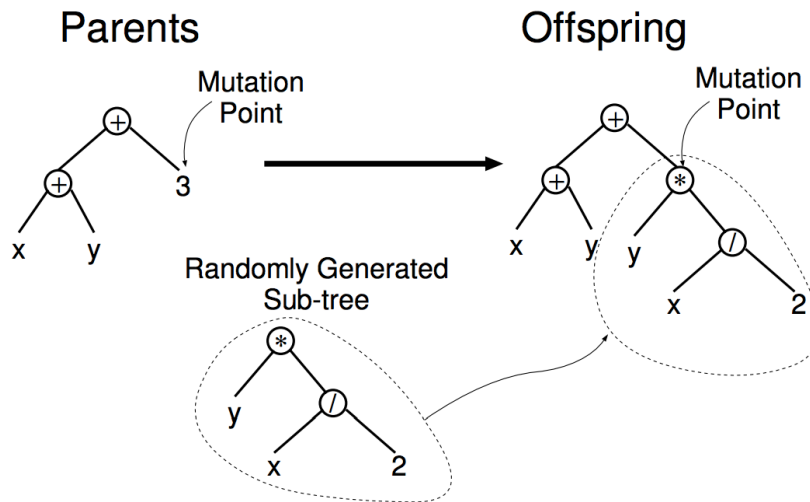 Parents
Offspring
Mutation
Point
Mutation
Point
+
+
3
x
y
+
+
*
x
y
y
/
x
2
Randomly Generated
Sub-tree
*
y
/
x
2